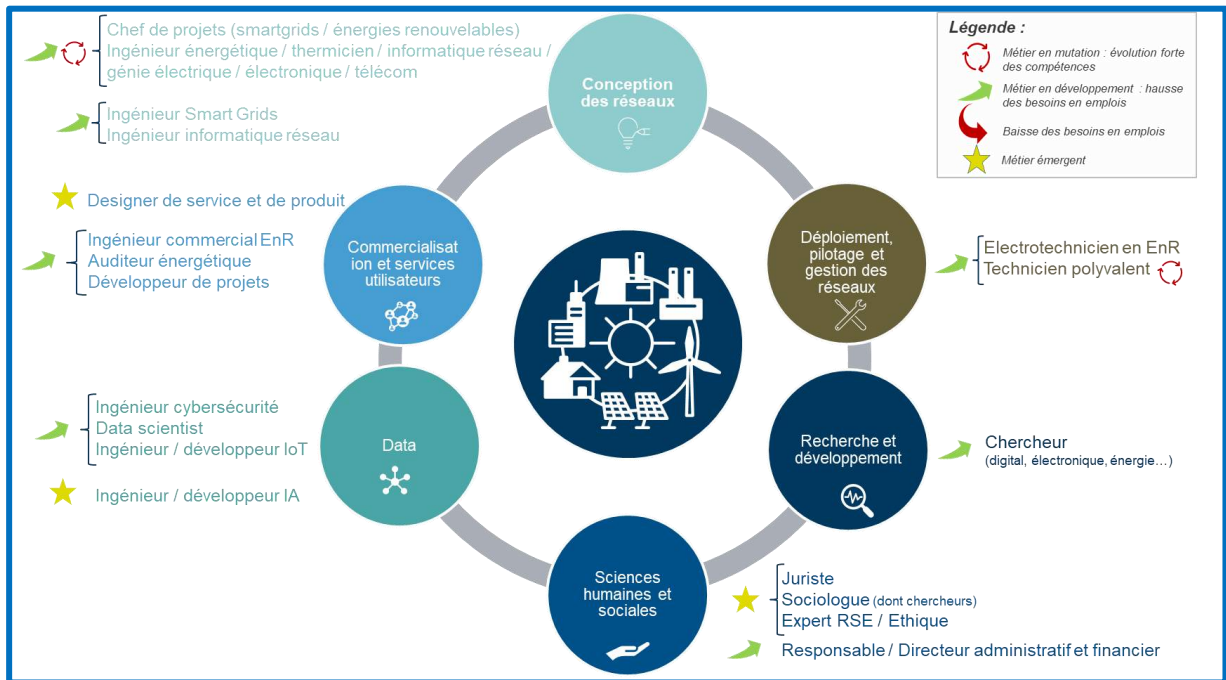 Chef de projets (smartgrids / énergies renouvelables)
Ingénieur énergétique / thermicien / informatique réseau /
génie électrique / électronique / télécom
Ingénieur Smart Grids
Ingénieur informatique réseau
Conception
des réseaux
Légende :
Métier en mutation : évolution forte
des compétences
Métier en développement : hausse
des besoins en emplois
Baisse des besoins en emplois
Métier émergent
Designer de service et de produit
Ingénieur commercial EnR
Auditeur énergétique
Développeur de projets
Commercialisat
ion et services
utilisateurs
Déploiement,
pilotage et
gestion des
réseaux
Electrotechnicien en EnR
Technicien polyvalent
Ingénieur cybersécurité
Data scientist
Ingénieur / développeur IoT
Ingénieur / développeur IA
Data
Recherche et
développement
Chercheur
(digital, électronique, énergie…)
Sciences
humaines et
sociales
Juriste
Sociologue (dont chercheurs)
Expert RSE / Ethique
Responsable / Directeur administratif et financier